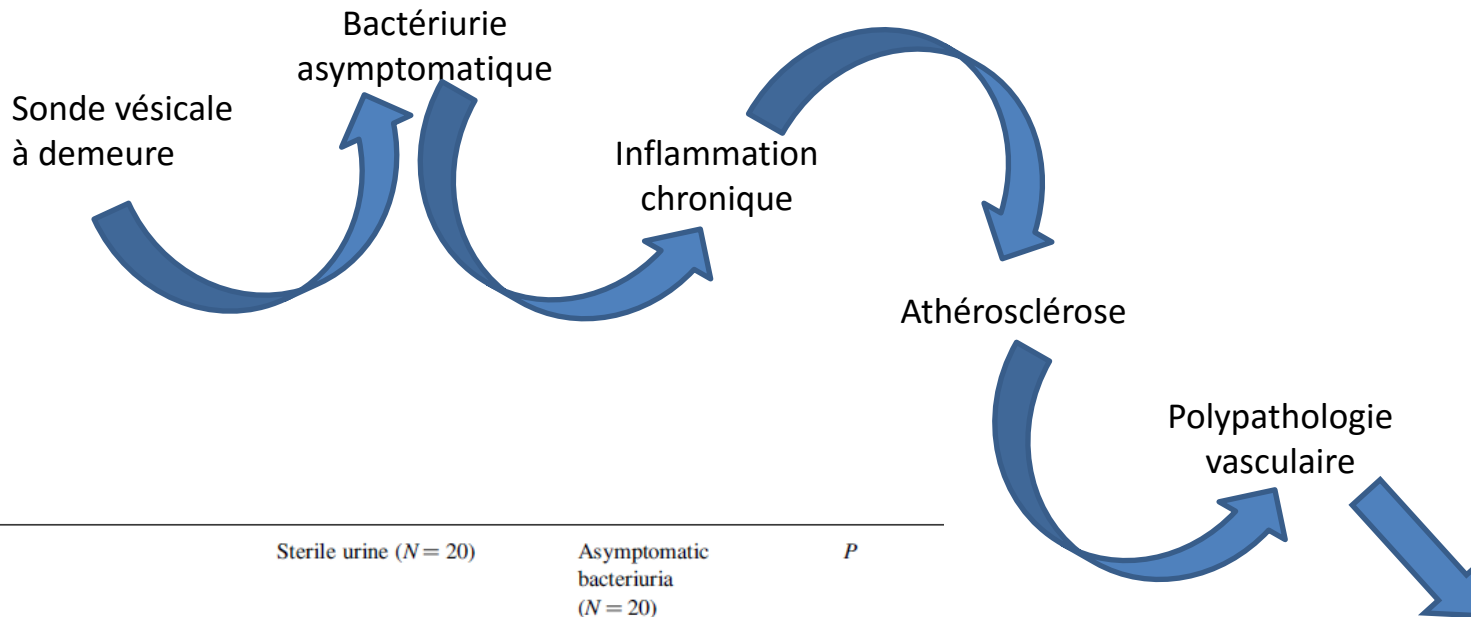 Bactériurie
asymptomatique
Sonde vésicale
à demeure
Inflammation
chronique
Athérosclérose
Polypathologie
vasculaire
Sterile urine (N = 20) Asymptomatic P
bacteriuria
(N = 20)